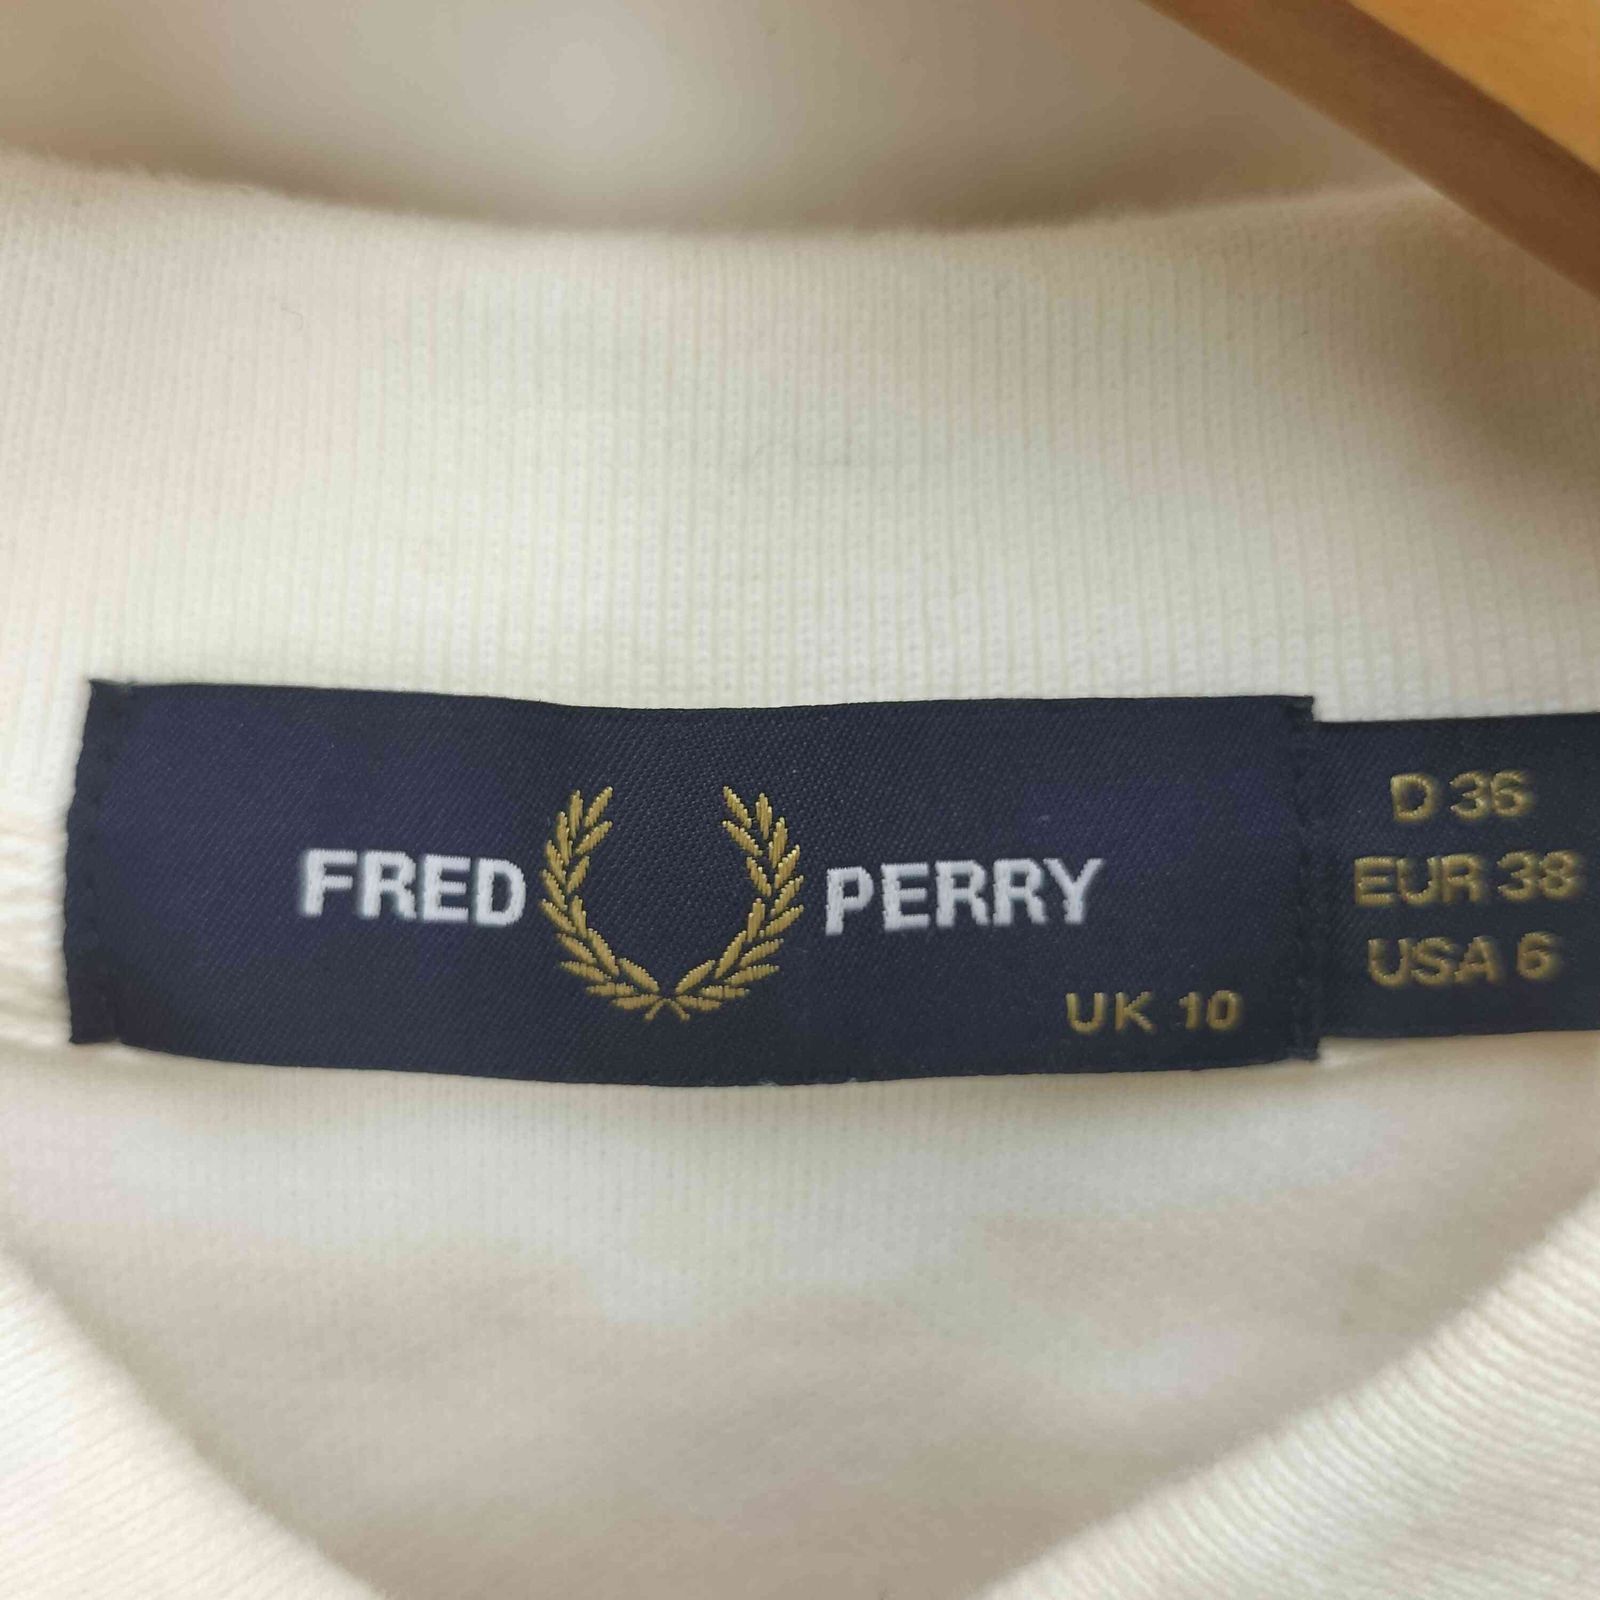 FRED PERRY
UK 10
D 36
EUR 38
USA 6